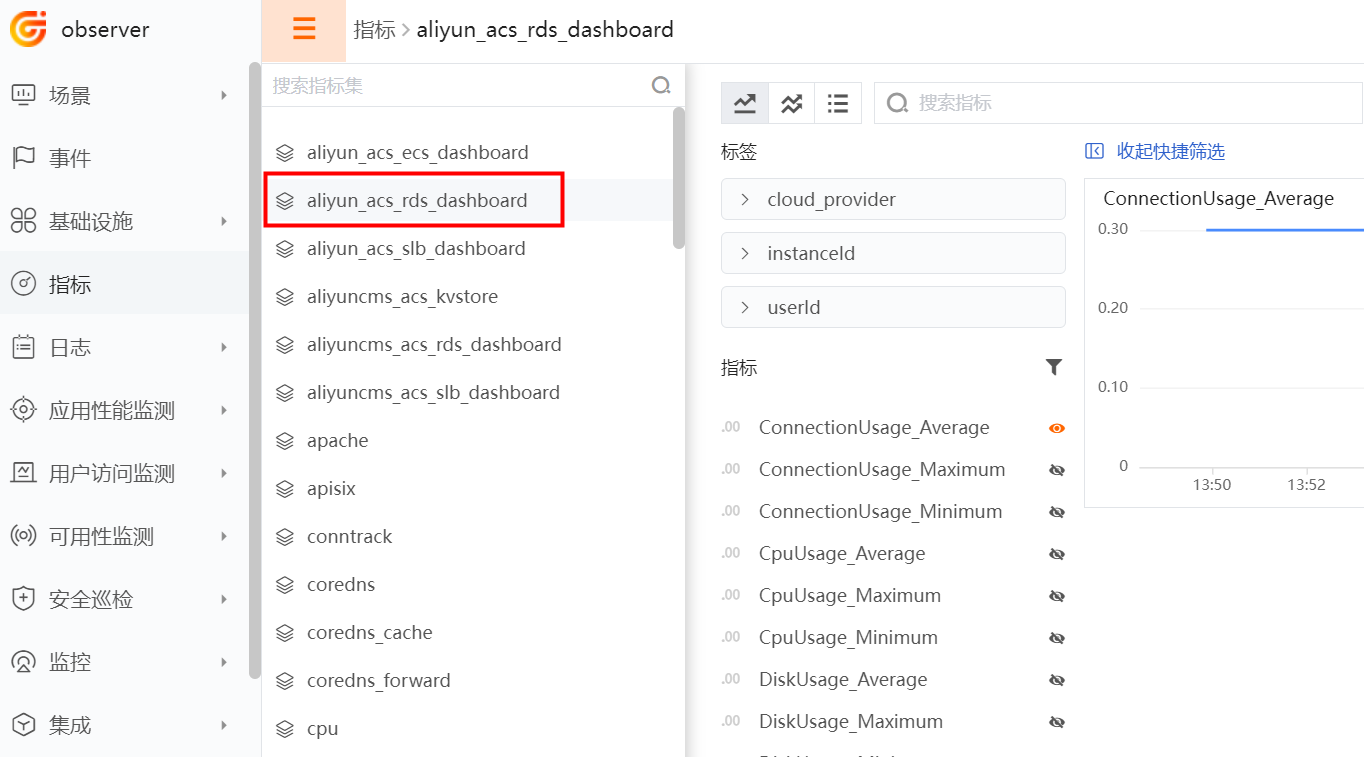 observer
指标 > aliyun_acs_rds_dashboard
场景
事件
基础设施
指标
日志
应用性能监测
用户访问监测
可用性监测
安全巡检
监控
集成
搜索指标集
aliyun_acs_ecs_dashboard
aliyun_acs_rds_dashboard
aliyun_acs_slb_dashboard
aliyuncms_acs_kvstore
aliyuncms_acs_rds_dashboard
aliyuncms_acs_slb_dashboard
apache
apisix
conntrack
coredns
coredns_cache
coredns_forward
cpu
搜索指标
标签
收起快捷筛选
cloud_provider
instanceId
userId
指标
.00 ConnectionUsage_Average
.00 ConnectionUsage_Maximum
.00 ConnectionUsage_Minimum
.00 CpuUsage_Average
.00 CpuUsage_Maximum
.00 CpuUsage_Minimum
.00 DiskUsage_Average
.00 DiskUsage_Maximum
ConnectionUsage_Average
0.30
0.20
0.10
0
13:50 13:52